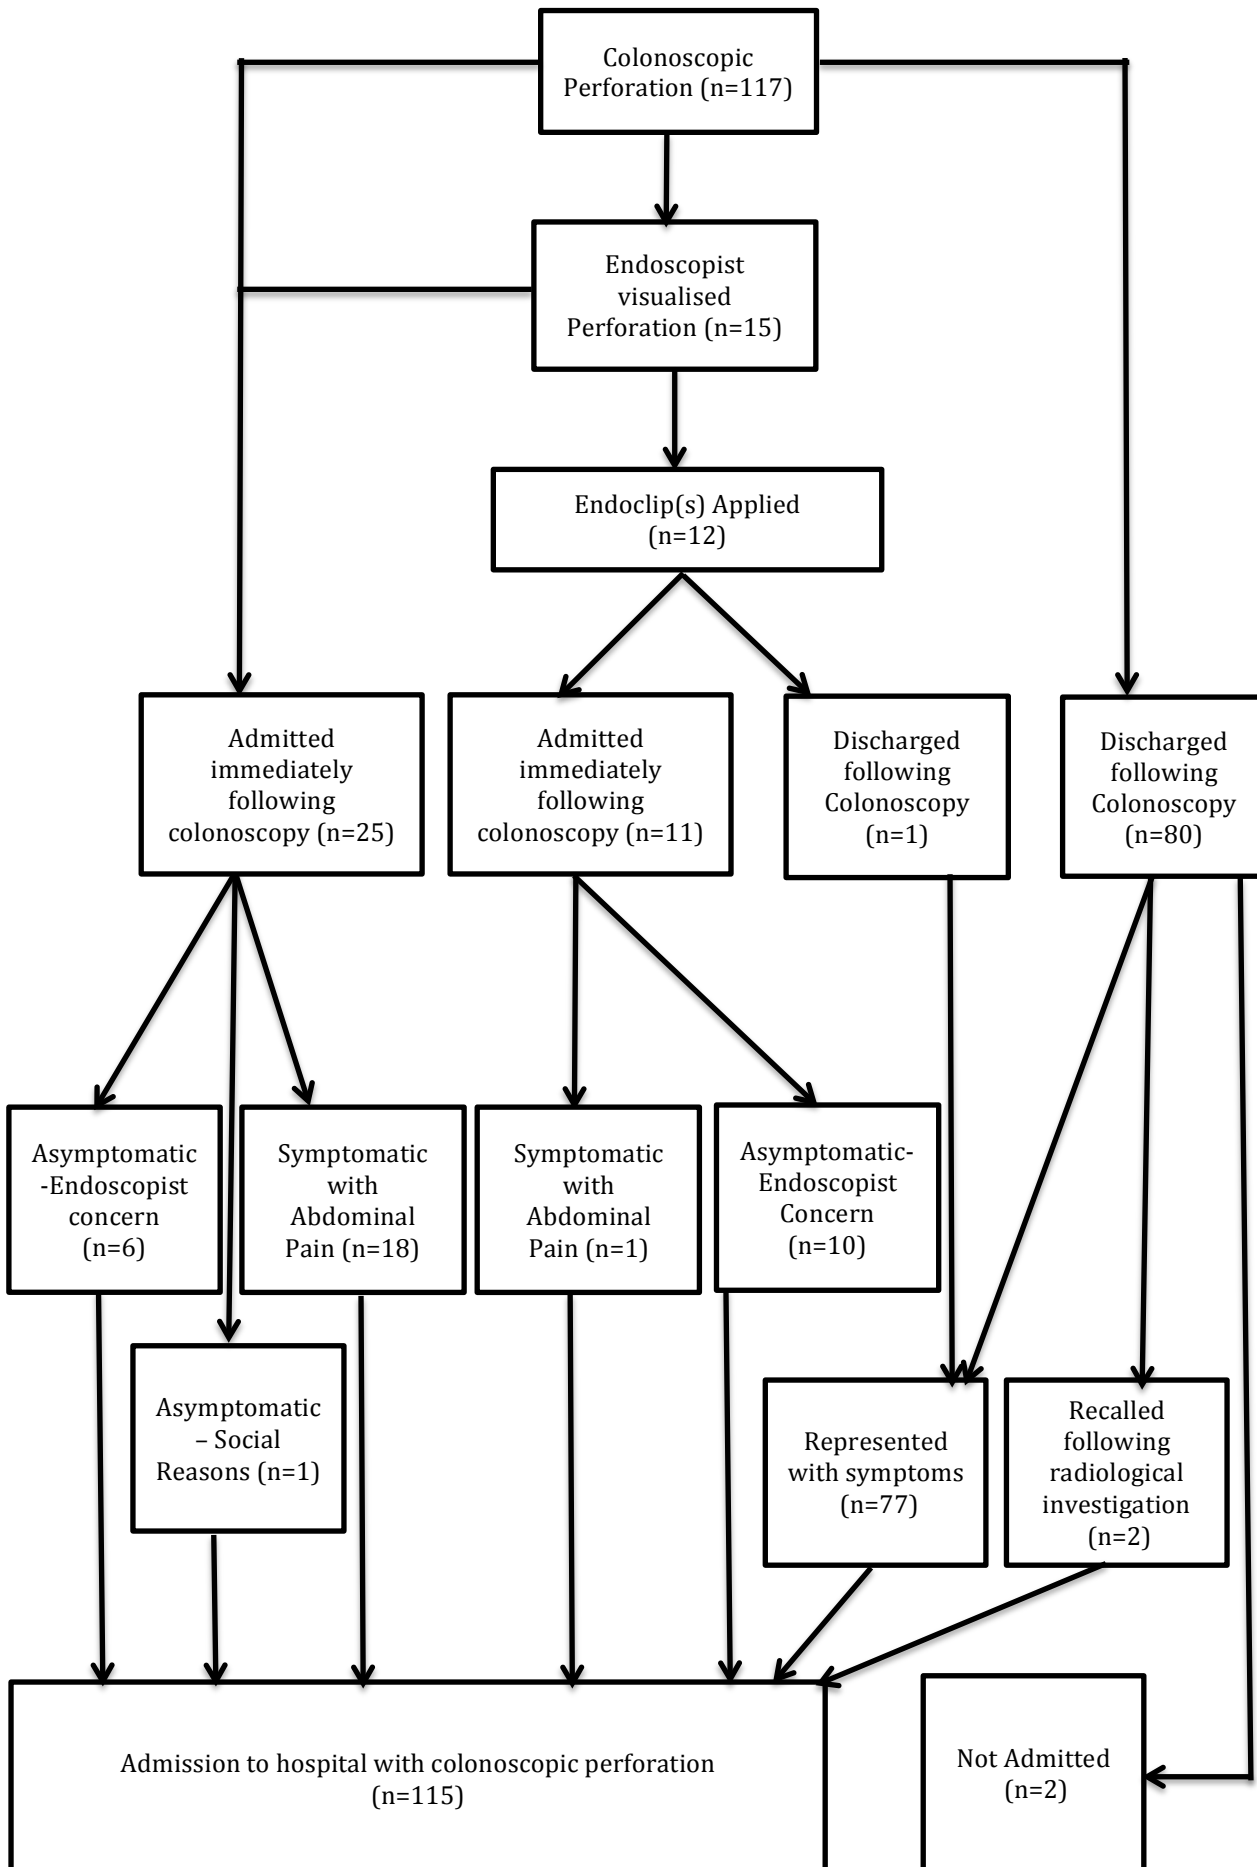 Colonoscopic
Perforation (n=117)
Endoscopist
visualised
Perforation (n=15)
Endoclip(s) Applied
(n=12)
Admitted
immediately
following
colonoscopy (n=25)
Admitted
immediately
following
colonoscopy (n=11)
Discharged
following
Colonoscopy
(n=1)
Discharged
following
Colonoscopy
(n=80)
Asymptomatic
-Endoscopist
concern
(n=6)
Symptomatic
with
Abdominal
Pain (n=18)
Symptomatic
with
Abdominal
Pain (n=1)
Asymptomatic-
Endoscopist
Concern
(n=10)
Asymptomatic
– Social
Reasons (n=1)
Represented
with symptoms
(n=77)
Recalled
following
radiological
investigation
(n=2)
Admission to hospital with colonoscopic perforation
(n=115)
Not Admitted
(n=2)